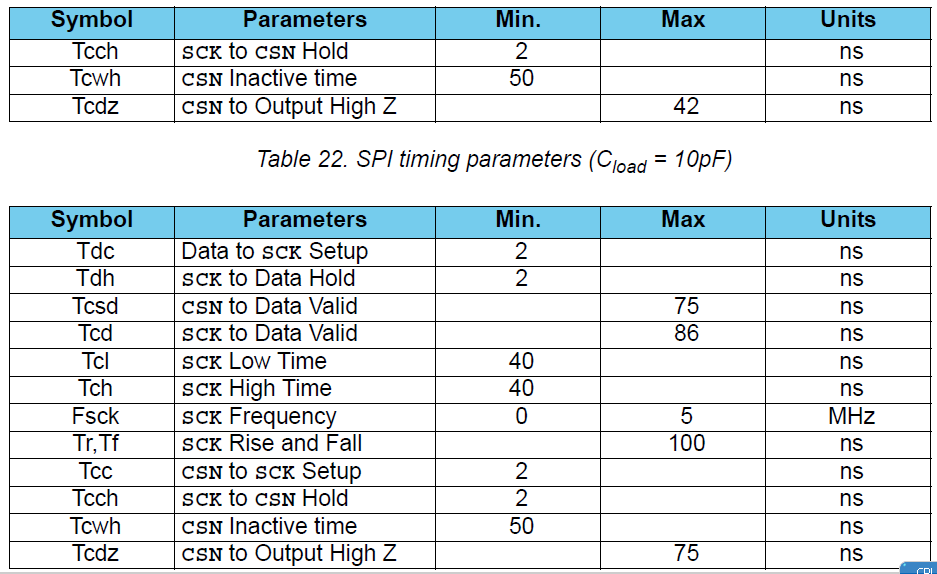 Symbol Parameters Min. Max Units
Tcch SCK to CSN Hold 2 ns
Tcwh CSN Inactive time 50 ns
Tcdz CSN to Output High Z 42 ns
Table 22. SPI timing parameters (Cload = 10pF)
Symbol Parameters Min. Max Units
Tdc Data to SCK Setup 2 ns
Tdh SCK to Data Hold 2 ns
Tcsd CSN to Data Valid 75 ns
Tcd SCK to Data Valid 86 ns
Tcl SCK Low Time 40 ns
Tch SCK High Time 40 ns
Fsck SCK Frequency 0 5 MHz
Tr,Tf SCK Rise and Fall 100 ns
Tcc CSN to SCK Setup 2 ns
Tcch SCK to CSN Hold 2 ns
Tcwh CSN Inactive time 50 ns
Tcdz CSN to Output High Z 75 ns